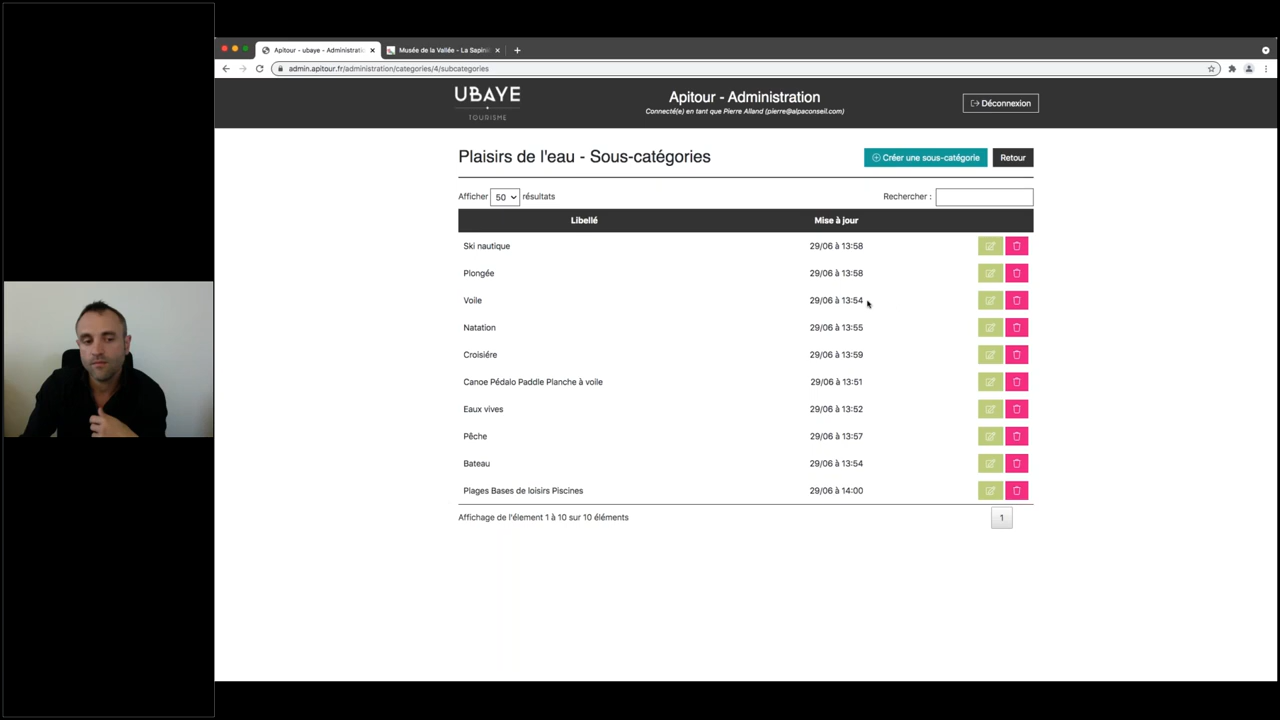 Apitour - ubaye - Administrati
Musée de la Vallée - La Sapini
admin.apitour.fr/administration/categories/4/subcategories
UBAYE
TOURISME
Apitour - Administration
Connecté(e) en tant que Pierre Alland (pierre@alpaconseil.com)
Déconnexion
Plaisirs de l'eau - Sous-catégories
Créer une sous-catégorie
Retour
Afficher 50 résultats
Rechercher :
Libellé Mise à jour
Ski nautique 29/06 à 13:58
Plongée 29/06 à 13:58
Voile 29/06 à 13:54
Natation 29/06 à 13:55
Croisiére 29/06 à 13:59
Canoe Pédalo Paddle Planche à voile 29/06 à 13:51
Eaux vives 29/06 à 13:52
Pêche 29/06 à 13:57
Bateau 29/06 à 13:54
Plages Bases de loisirs Piscines 29/06 à 14:00
Affichage de l'élement 1 à 10 sur 10 éléments
1